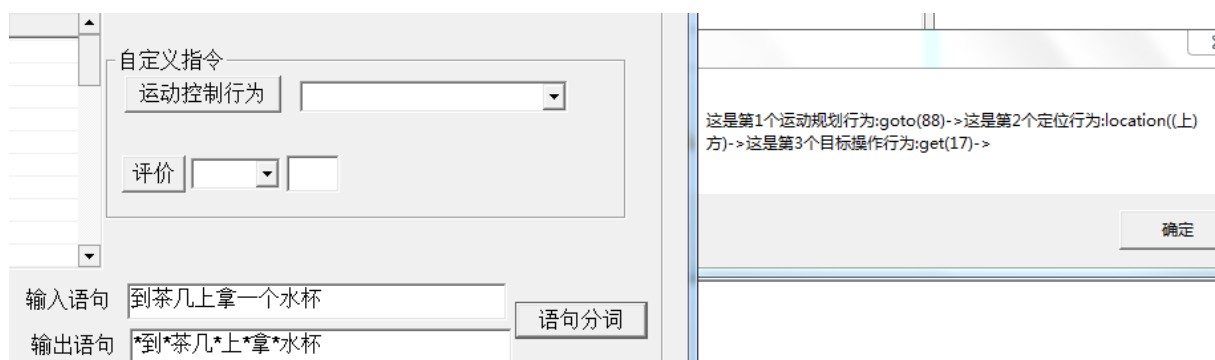 自定义指令
运动控制行为
评价
输入语句 到茶几上拿一个水杯
语句分词
输出语句 *到*茶几*上*拿*水杯
这是第1个运动规划行为:goto(88)->这是第2个定位行为:location((上)
方)->这是第3个目标操作行为:get(17)->
确定